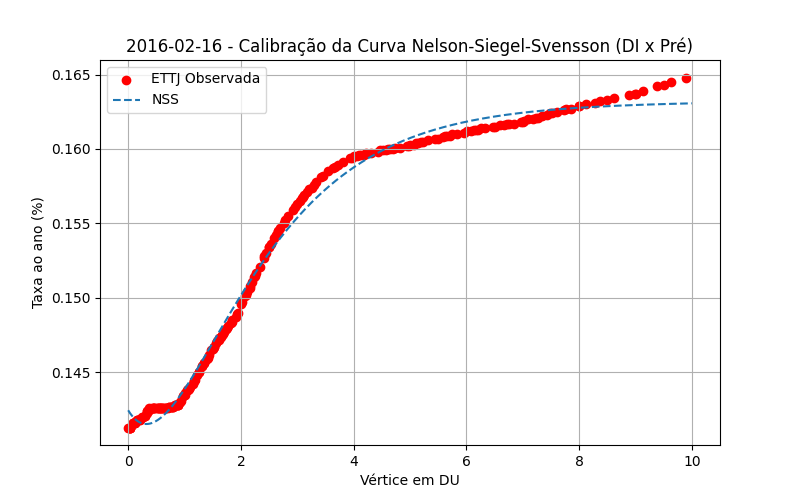 2016-02-16 - Calibração da Curva Nelson-Siegel-Svensson (DI x Pré)
ETTJ Observada
NSS
Taxa ao ano (%)
0.165
0.160
0.155
0.150
0.145
0 2 4 6 8 10
Vértice em DU